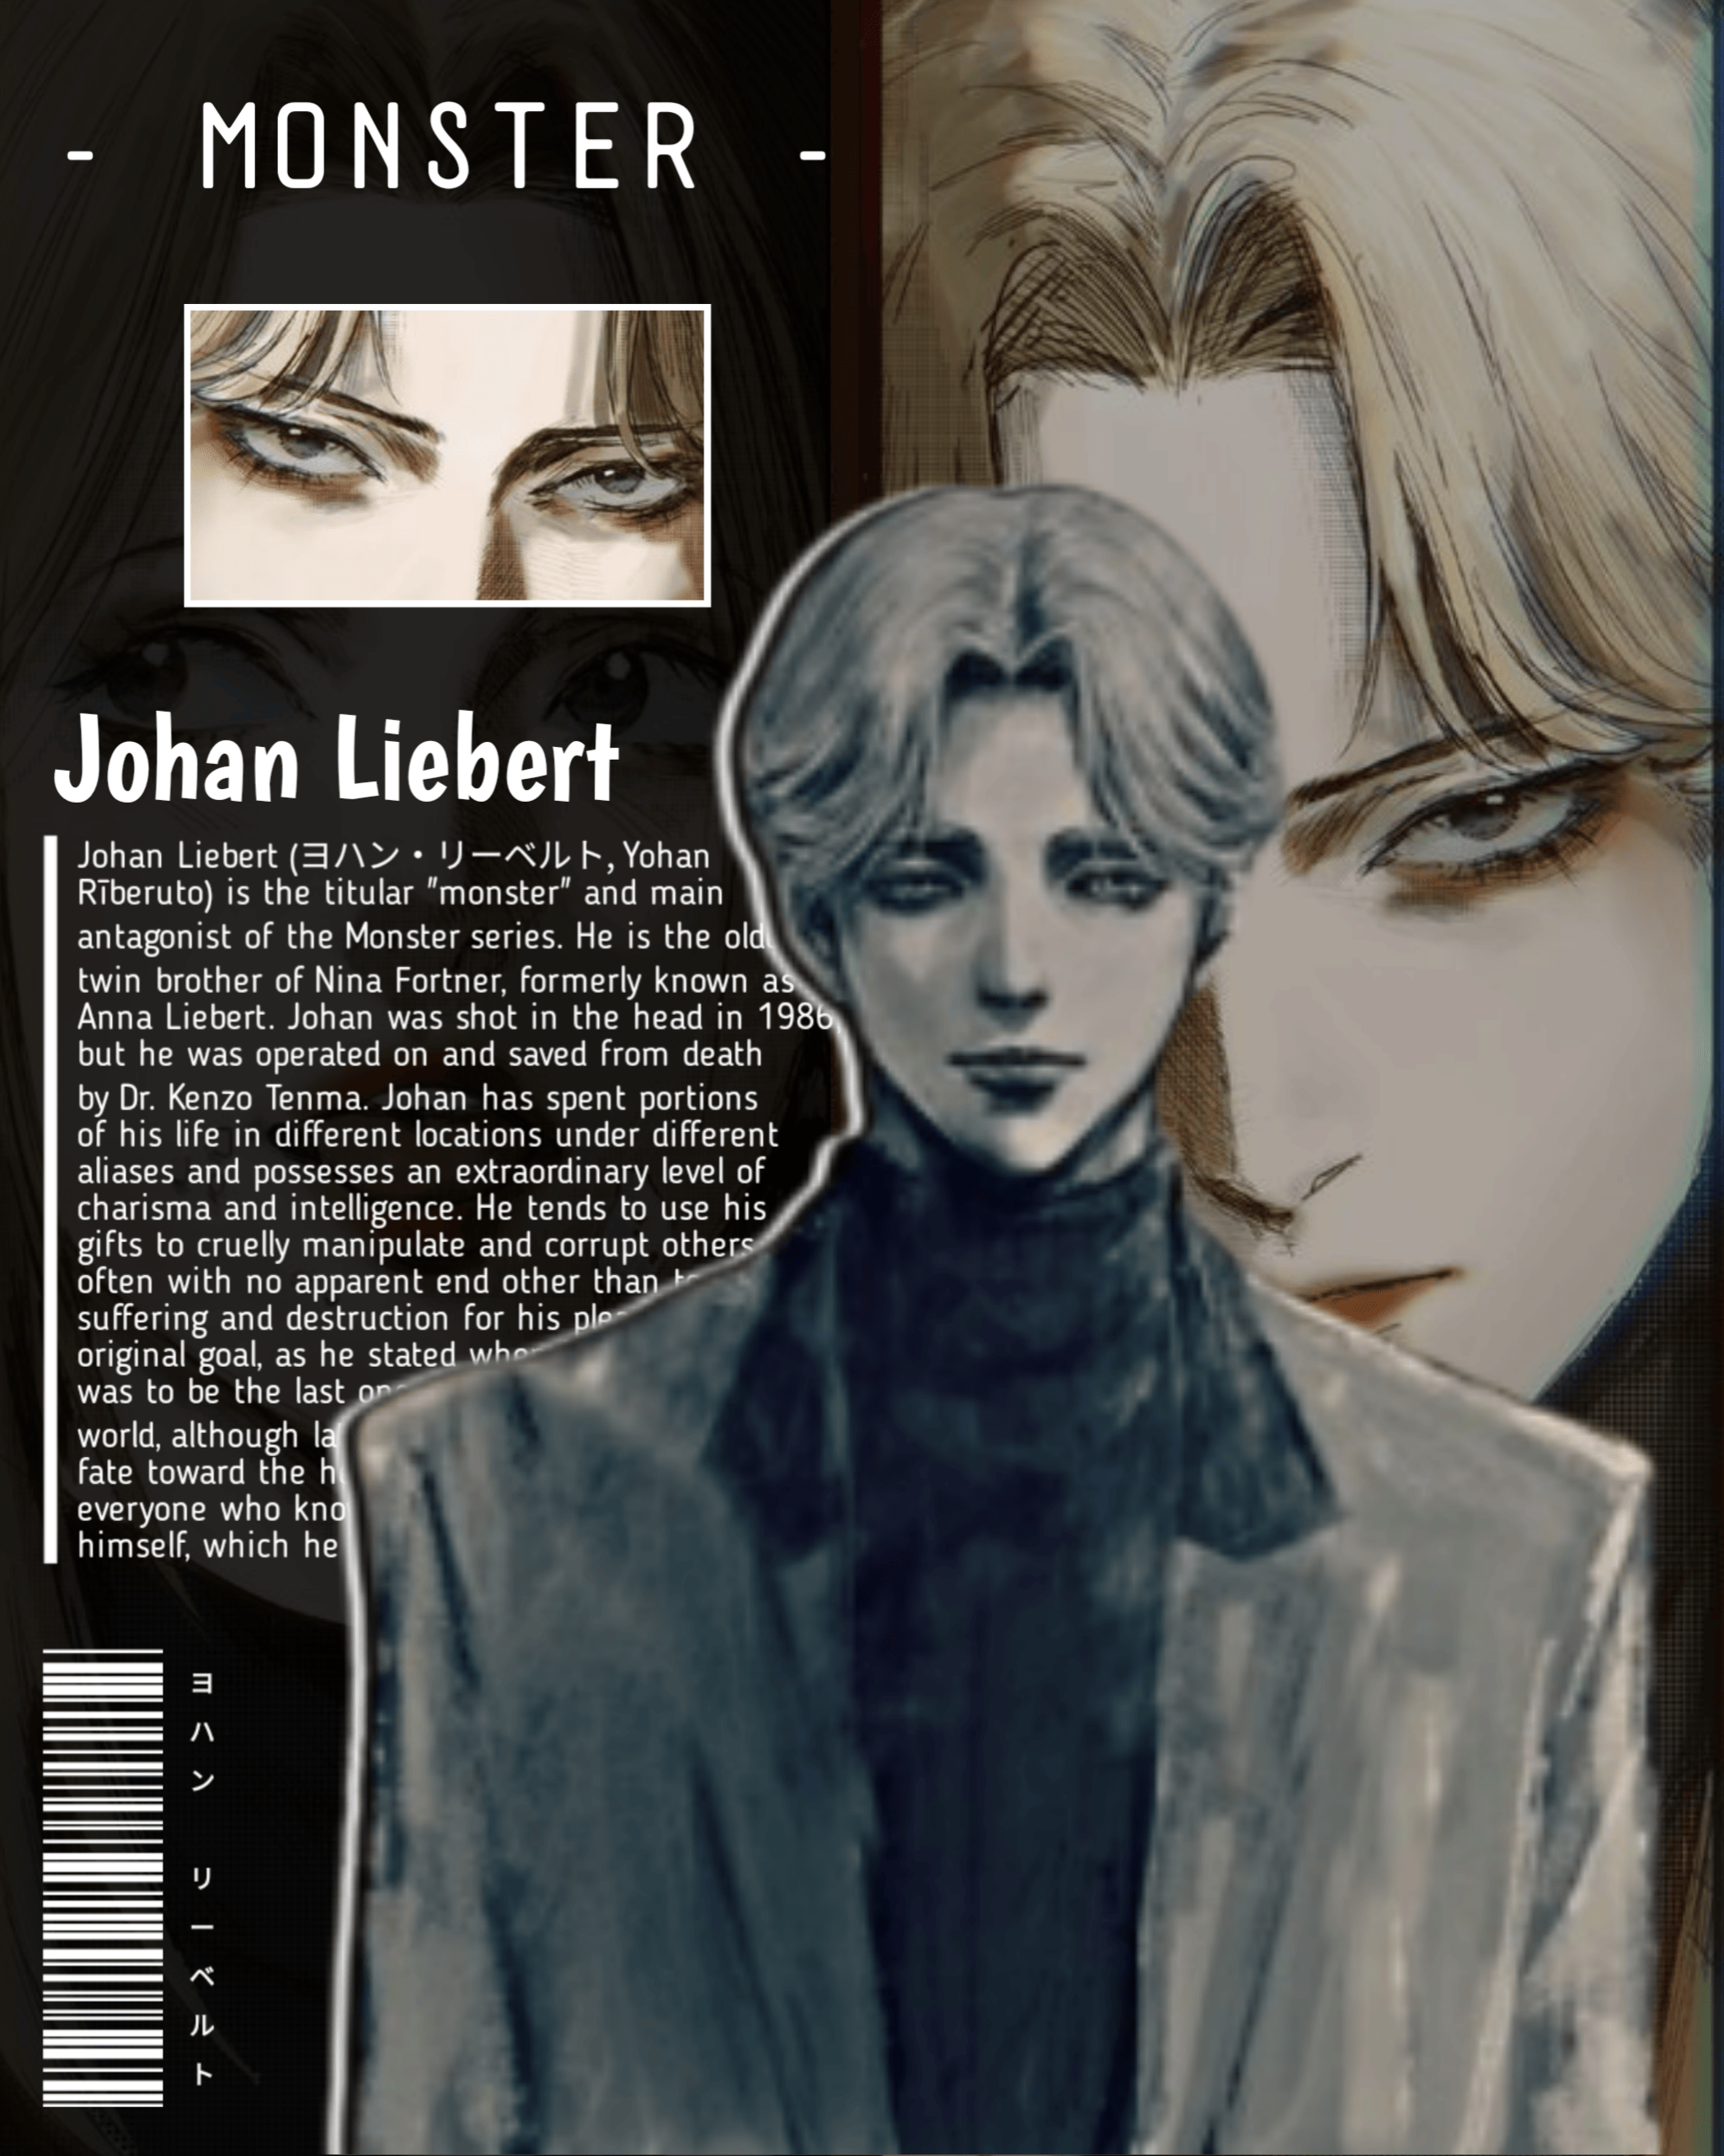 - MONSTER -
Johan Liebert
Johan Liebert (ヨハン・リーベルト, Yohan
Rīberuto) is the titular "monster" and main
antagonist of the Monster series. He is the
twin brother of Nina Fortner, formerly known as
Anna Liebert. Johan was shot in the head in 1986,
but he was operated on and saved from death
by Dr. Kenzo Tenma. Johan has spent portions
of his life in different locations under different
aliases and possesses an extraordinary level of
charisma and intelligence. He tends to use his
gifts to cruelly manipulate and corrupt others
often with no apparent end other than
suffering and destruction for his
original goal, as he stated
was to be the last
world, although
fate toward the
everyone who
himself, which he
ヨハン リーベルト